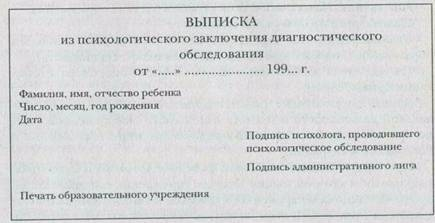 ВЫПИСКА
из психологического заключения диагностического
обследования
от «.....» ........................ 199... г.
Фамилия, имя, отчество ребенка
Число, месяц, год рождения
Дата
Подпись психолога, проводившего
психологическое обследование
Подпись административного лица
Печать образовательного учреждения